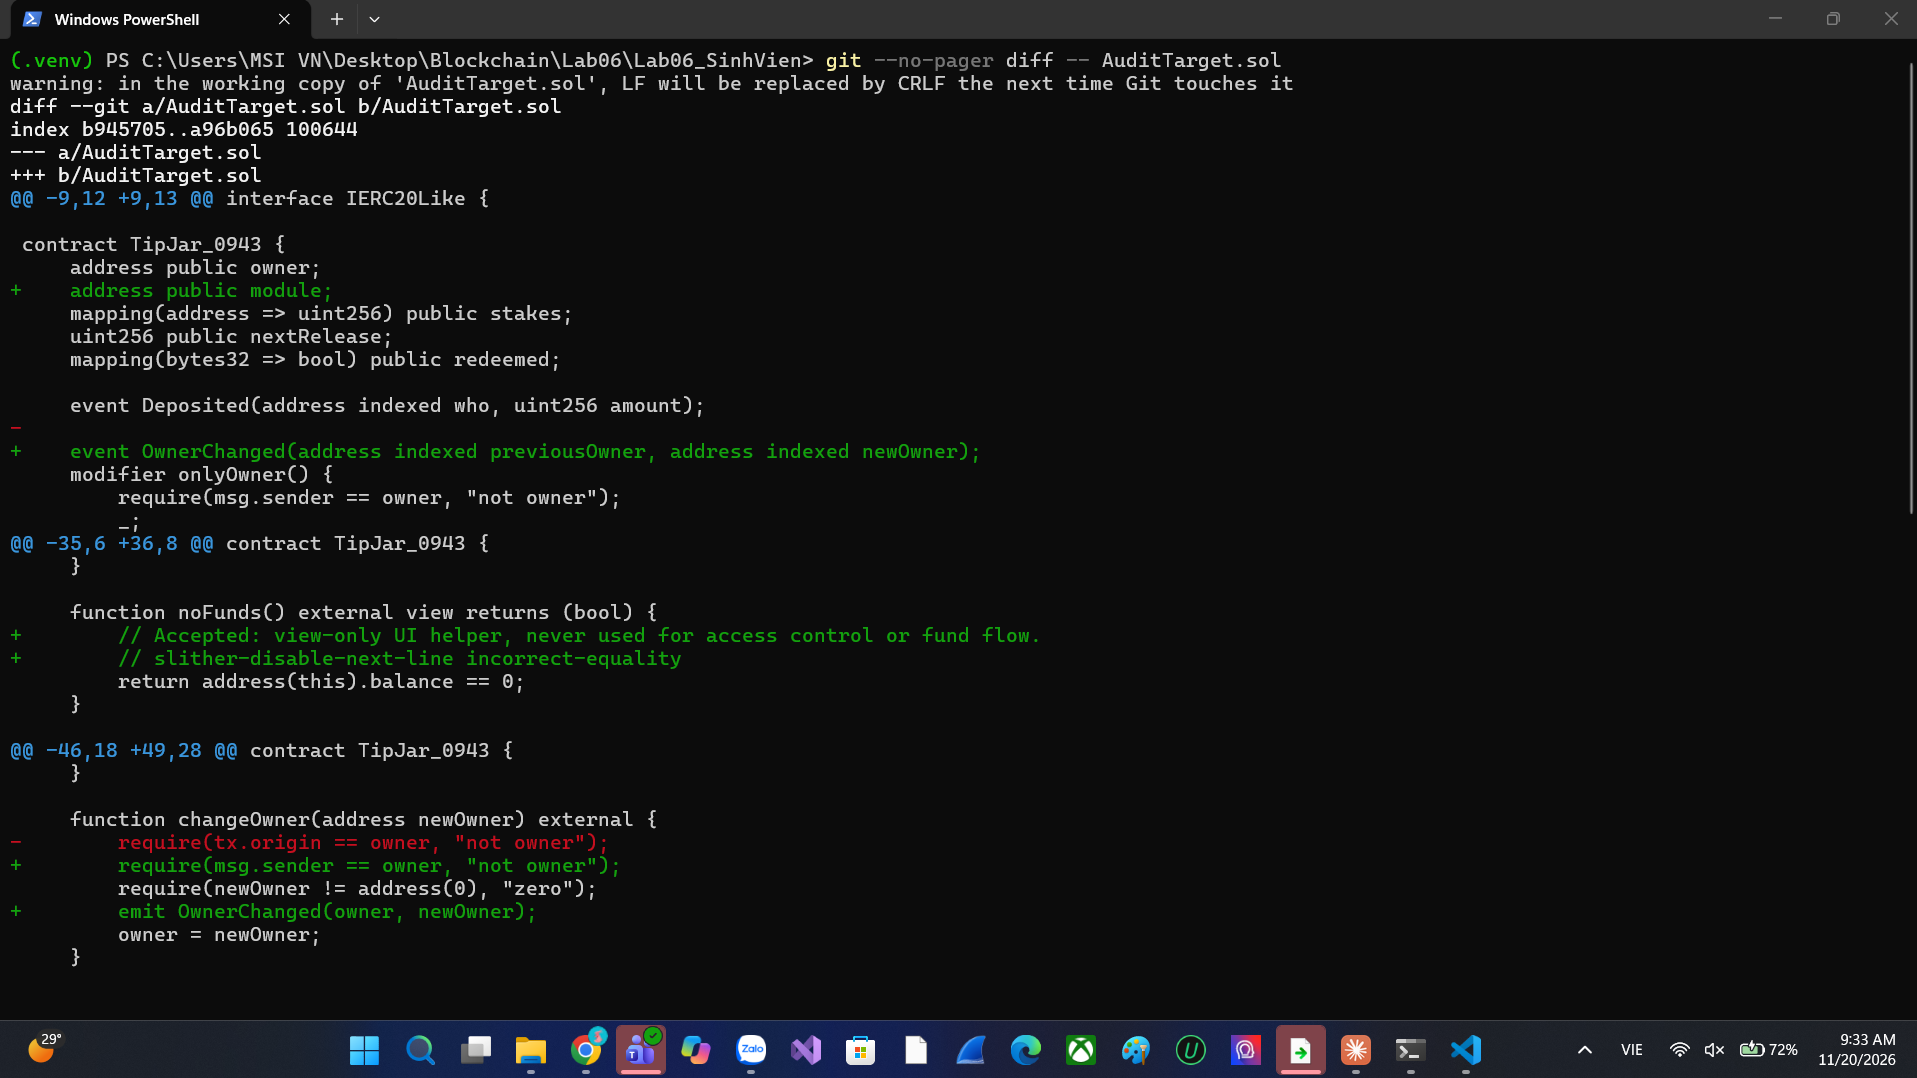 Windows PowerShell
(.venv) PS C:\Users\MSI VN\Desktop\Blockchain\Lab06\Lab06_SinhVien> git --no-pager diff -- AuditTarget.sol
warning: in the working copy of 'AuditTarget.sol', LF will be replaced by CRLF the next time Git touches it
diff --git a/AuditTarget.sol b/AuditTarget.sol
index b945705..a96b065 100644
--- a/AuditTarget.sol
+++ b/AuditTarget.sol
@@ -9,12 +9,13 @@ interface IERC20Like {
 contract TipJar_0943 {
     address public owner;
+    address public module;
     mapping(address => uint256) public stakes;
     uint256 public nextRelease;
     mapping(bytes32 => bool) public redeemed;
     event Deposited(address indexed who, uint256 amount);
-
+    event OwnerChanged(address indexed previousOwner, address indexed newOwner);
     modifier onlyOwner() {
         require(msg.sender == owner, "not owner");
         _;
@@ -35,6 +36,8 @@ contract TipJar_0943 {
     }
     function noFunds() external view returns (bool) {
+        // Accepted: view-only UI helper, never used for access control or fund flow.
+        // slither-disable-next-line incorrect-equality
         return address(this).balance == 0;
     }
@@ -46,18 +49,28 @@ contract TipJar_0943 {
     }
     function changeOwner(address newOwner) external {
-        require(tx.origin == owner, "not owner");
+        require(msg.sender == owner, "not owner");
         require(newOwner != address(0), "zero");
+        emit OwnerChanged(owner, newOwner);
         owner = newOwner;
     }
29°
Zalo
VIE
72%
9:33 AM
11/20/2026